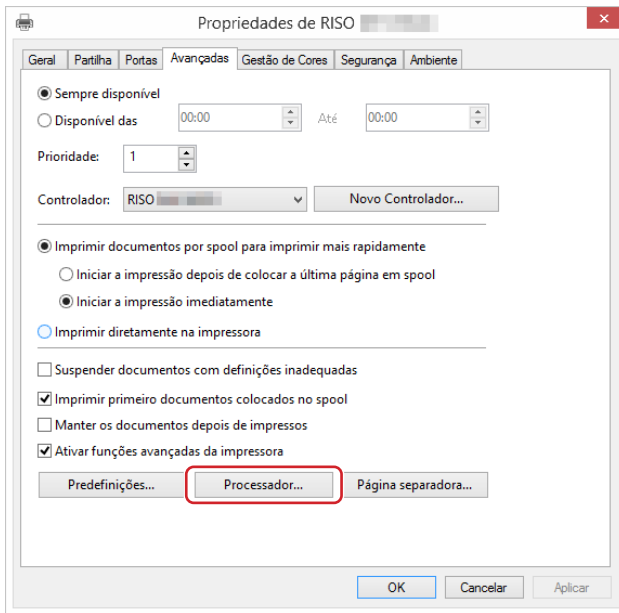 Propriedades de RISO
Geral Partilha Portas Avançadas Gestão de Cores Segurança Ambiente
Sempre disponível
Disponível das 00:00 Até 00:00
Prioridade: 1
Controlador: RISO Novo Controlador...
Imprimir documentos por spool para imprimir mais rapidamente
Iniciar a impressão depois de colocar a última página em spool
Iniciar a impressão imediatamente
Imprimir diretamente na impressora
Suspender documentos com definições inadequadas
Imprimir primeiro documentos colocados no spool
Manter os documentos depois de impressos
Ativar funções avançadas da impressora
Predefinições... Processador... Página separadora...
OK Cancelar Aplicar